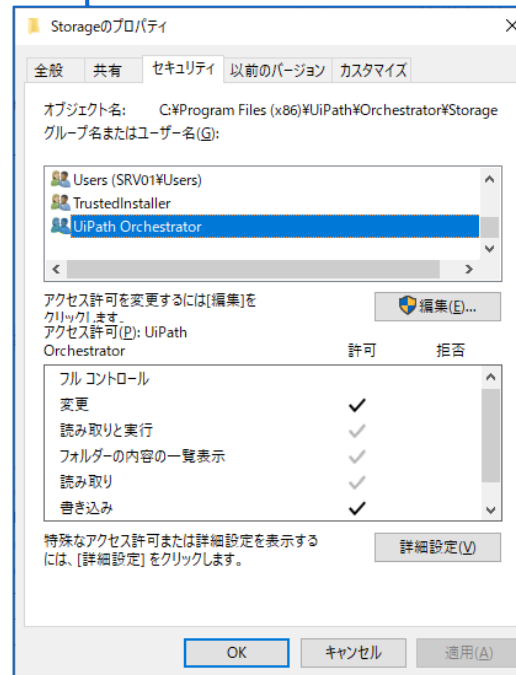 Storageのプロパティ
全般 共有 セキュリティ 以前のバージョン カスタマイズ
オブジェクト名: C:¥Program Files (x86)¥UiPath¥Orchestrator¥Storage
グループ名またはユーザー名(G):
Users (SRV01¥Users)
TrustedInstaller
UiPath Orchestrator
アクセス許可を変更するには[編集]を
クリックします。
編集(E)...
アクセス許可(P): UiPath
Orchestrator 許可 拒否
フル コントロール
変更
読み取りと実行
フォルダーの内容の一覧表示
読み取り
書き込み
特殊なアクセス許可または詳細設定を表示する
には、[詳細設定] をクリックします。
詳細設定(V)
OK キャンセル 適用(A)